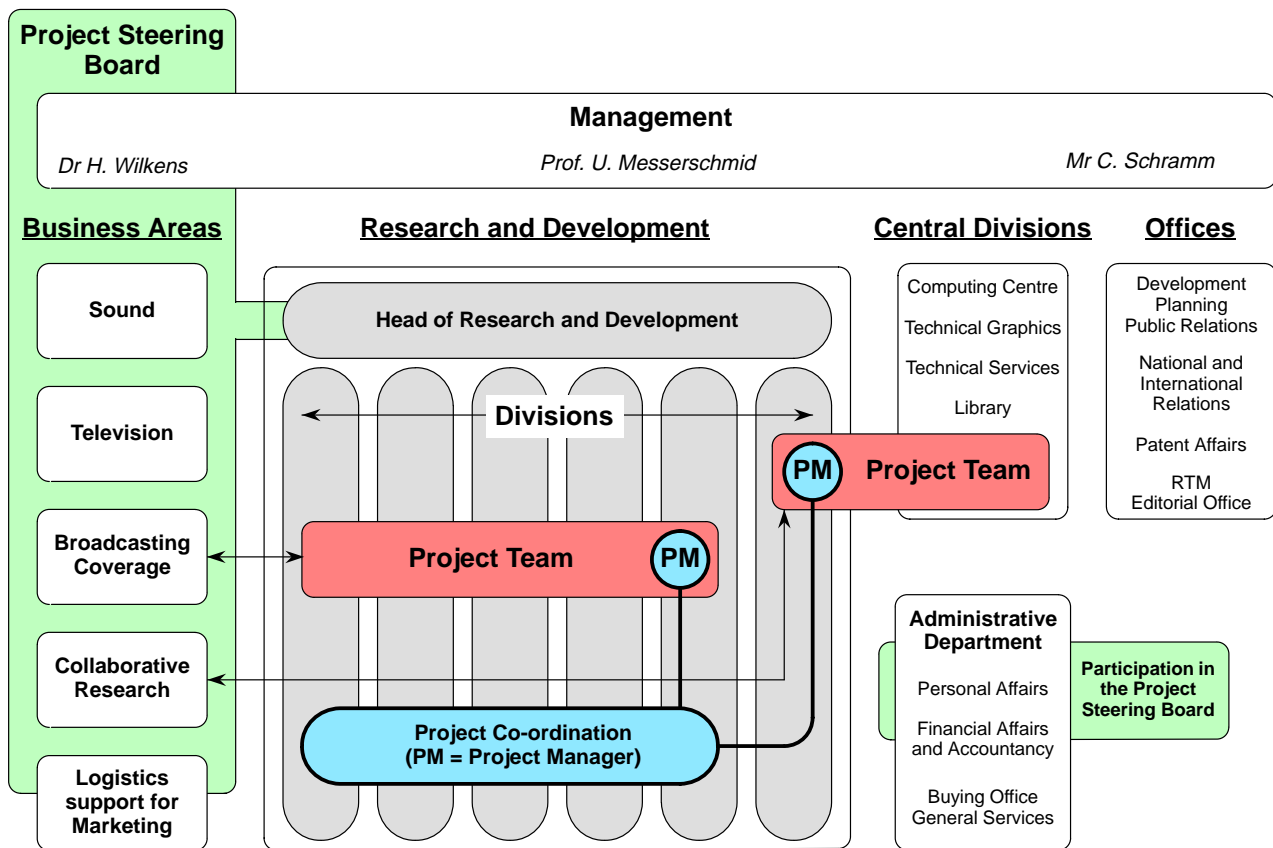 Project Steering
Board
Management
Dr H. Wilkens
Prof. U. Messerschmid
Mr C. Schramm
Business Areas
Research and Development
Central Divisions
Offices
Sound
Television
Broadcasting
Coverage
Collaborative
Research
Logistics
support for
Marketing
Head of Research and Development
Divisions
Project Team
PM
Project Co-ordination
(PM = Project Manager)
Computing Centre
Technical Graphics
Technical Services
Library
PM
Project Team
Development
Planning
Public Relations
National and
International
Relations
Patent Affairs
RTM
Editorial Office
Administrative
Department
Personal Affairs
Financial Affairs
and Accountancy
Buying Office
General Services
Participation in
the Project
Steering Board